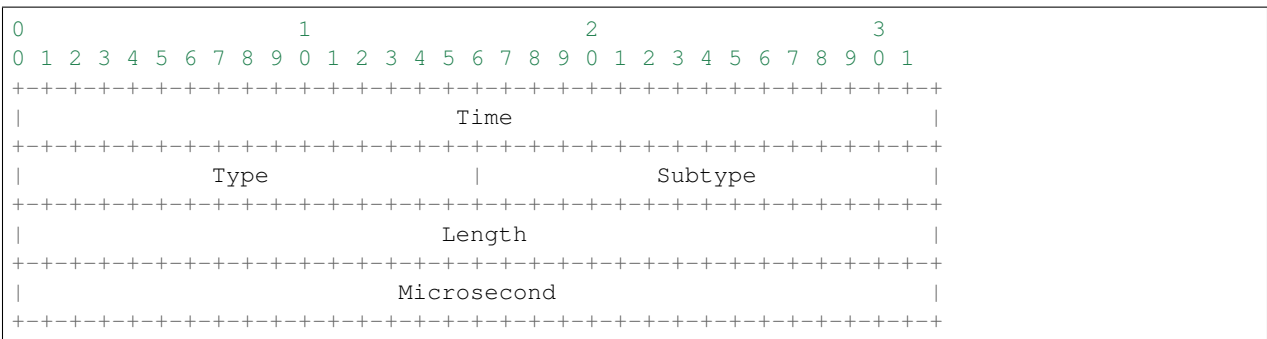 0                   1                   2                   3
0 1 2 3 4 5 6 7 8 9 0 1 2 3 4 5 6 7 8 9 0 1 2 3 4 5 6 7 8 9 0 1
+-+-+-+-+-+-+-+-+-+-+-+-+-+-+-+-+-+-+-+-+-+-+-+-+-+-+-+-+-+-+-+-+
|                              Time                             |
+-+-+-+-+-+-+-+-+-+-+-+-+-+-+-+-+-+-+-+-+-+-+-+-+-+-+-+-+-+-+-+-+
|             Type              |            Subtype            |
+-+-+-+-+-+-+-+-+-+-+-+-+-+-+-+-+-+-+-+-+-+-+-+-+-+-+-+-+-+-+-+-+
|                             Length                            |
+-+-+-+-+-+-+-+-+-+-+-+-+-+-+-+-+-+-+-+-+-+-+-+-+-+-+-+-+-+-+-+-+
|                          Microsecond                          |
+-+-+-+-+-+-+-+-+-+-+-+-+-+-+-+-+-+-+-+-+-+-+-+-+-+-+-+-+-+-+-+-+